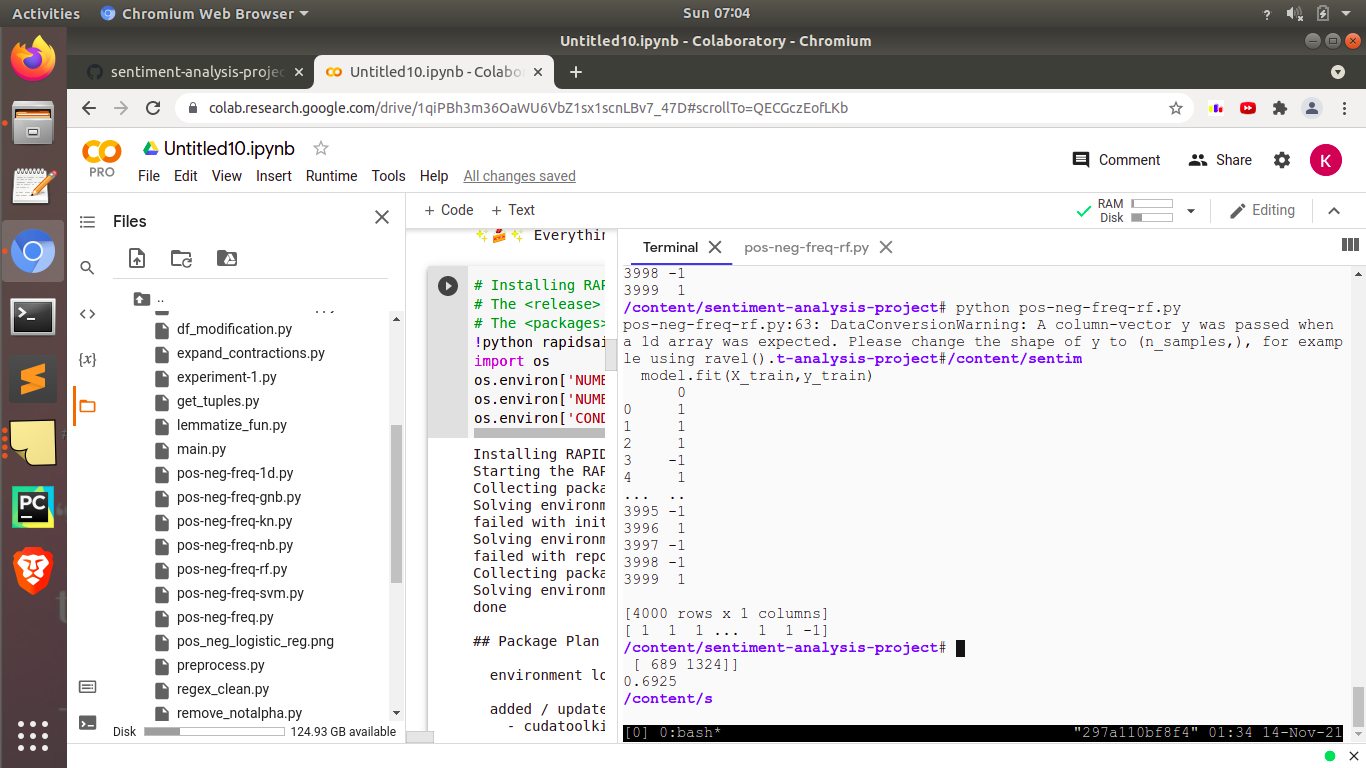 Activities Chromium Web Browser Sun 07:04 ?
Untitled10.ipynb - Colaboratory - Chromium
sentiment-analysis-projec Untitled10.ipynb - Colabo
colab.research.google.com/drive/1qiPBh3m36OaWU6VbZ1sx1scnLBv7_47D#scrollTo=QECGczEofLKb
Untitled10.ipynb
PRO
File Edit View Insert Runtime Tools Help All changes saved
Comment Share K
Files
+ Code + Text
RAM
Disk
Editing
..
df_modification.py
expand_contractions.py
experiment-1.py
get_tuples.py
lemmatize_fun.py
main.py
pos-neg-freq-1d.py
pos-neg-freq-gnb.py
pos-neg-freq-kn.py
pos-neg-freq-nb.py
pos-neg-freq-rf.py
pos-neg-freq-svm.py
pos-neg-freq.py
pos_neg_logistic_reg.png
preprocess.py
regex_clean.py
remove_notalpha.py
Disk 124.93 GB available
{x}
PC
✨🍰✨ Everythin
# Installing RAP
# The <release>
# The <packages>
!python rapidsai
import os
os.environ['NUMB
os.environ['NUMB
os.environ['COND
Installing RAPID
Starting the RAP
Collecting packa
Solving environm
failed with init
Solving environm
failed with repo
Collecting packa
Solving environm
done
## Package Plan
environment lo
added / update
- cudatoolki
Terminal pos-neg-freq-rf.py
3998 -1
3999 1
/content/sentiment-analysis-project# python pos-neg-freq-rf.py
pos-neg-freq-rf.py:63: DataConversionWarning: A column-vector y was passed when
a 1d array was expected. Please change the shape of y to (n_samples,), for examp
le using ravel().t-analysis-project#/content/sentim
model.fit(X_train,y_train)
0
0 1
1 1
2 1
3 -1
4 1
... ..
3995 -1
3996 1
3997 -1
3998 -1
3999 1
[4000 rows x 1 columns]
[ 1 1 1 ... 1 1 -1]
/content/sentiment-analysis-project#
[ 689 1324]]
0.6925
/content/s
[0] 0:bash* "297a110bf8f4" 01:34 14-Nov-21